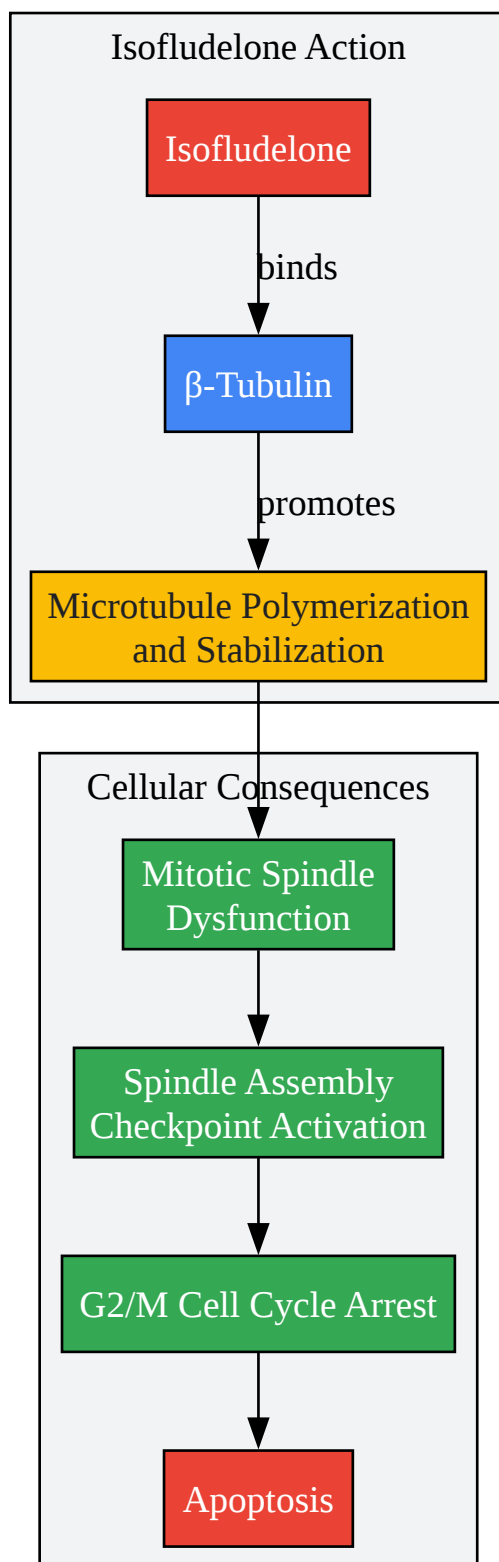 Isofludelone Action
Isofludelone
binds
β-Tubulin
promotes
Microtubule Polymerization
and Stabilization
Cellular Consequences
Mitotic Spindle
Dysfunction
Spindle Assembly
Checkpoint Activation
G2/M Cell Cycle Arrest
Apoptosis